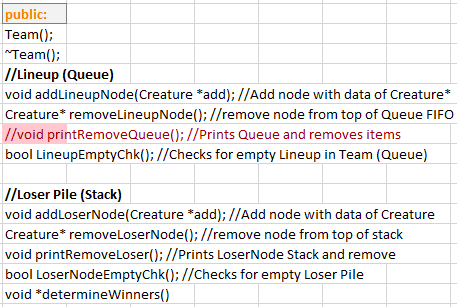 public:
Team();
~Team();
//Lineup (Queue)
void addLineupNode(Creature *add); //Add node with data of Creature*
Creature* removeLineupNode(); //remove node from top of Queue FIFO
//void printRemoveQueue(); //Prints Queue and removes items
bool LineupEmptyChk(); //Checks for empty Lineup in Team (Queue)
//Loser Pile (Stack)
void addLoserNode(Creature *add); //Add node with data of Creature
Creature* removeLoserNode(); //remove node from top of stack
void printRemoveLoser(); //Prints LoserNode Stack and remove
bool LoserNodeEmptyChk(); //Checks for empty Loser Pile
void *determineWinners()